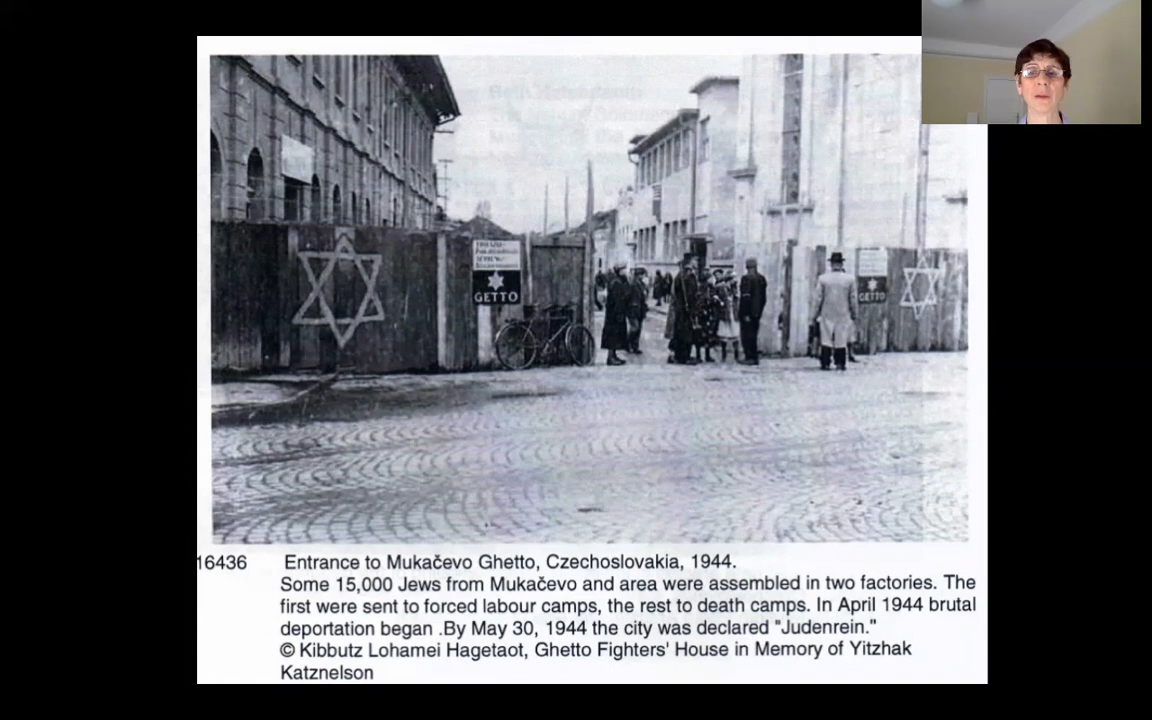 GETTO
GETTO
16436 Entrance to Mukačevo Ghetto, Czechoslovakia, 1944.
Some 15,000 Jews from Mukačevo and area were assembled in two factories. The
first were sent to forced labour camps, the rest to death camps. In April 1944 brutal
deportation began .By May 30, 1944 the city was declared "Judenrein."
© Kibbutz Lohamei Hagetaot, Ghetto Fighters' House in Memory of Yitzhak
Katznelson